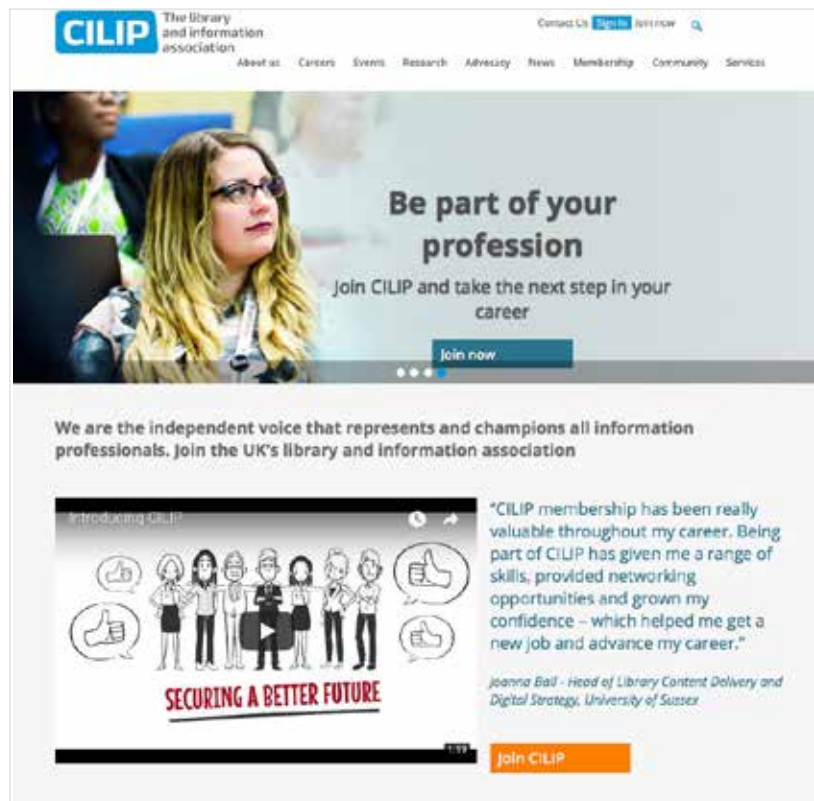 CILIP
The library
and information
association
Contact Us Sign In Join now
About us Careers Events Research Advocacy News Membership Community Services
Be part of your
profession
Join CILIP and take the next step in your
career
Join now
We are the independent voice that represents and champions all information
professionals. Join the UK's library and information association
Introducing CILIP
SECURING A BETTER FUTURE
1:59
"CILIP membership has been really
valuable throughout my career. Being
part of CILIP has given me a range of
skills, provided networking
opportunities and grown my
confidence – which helped me get a
new job and advance my career."
Joanna Ball - Head of Library Content Delivery and
Digital Strategy, University of Sussex
Join CILIP